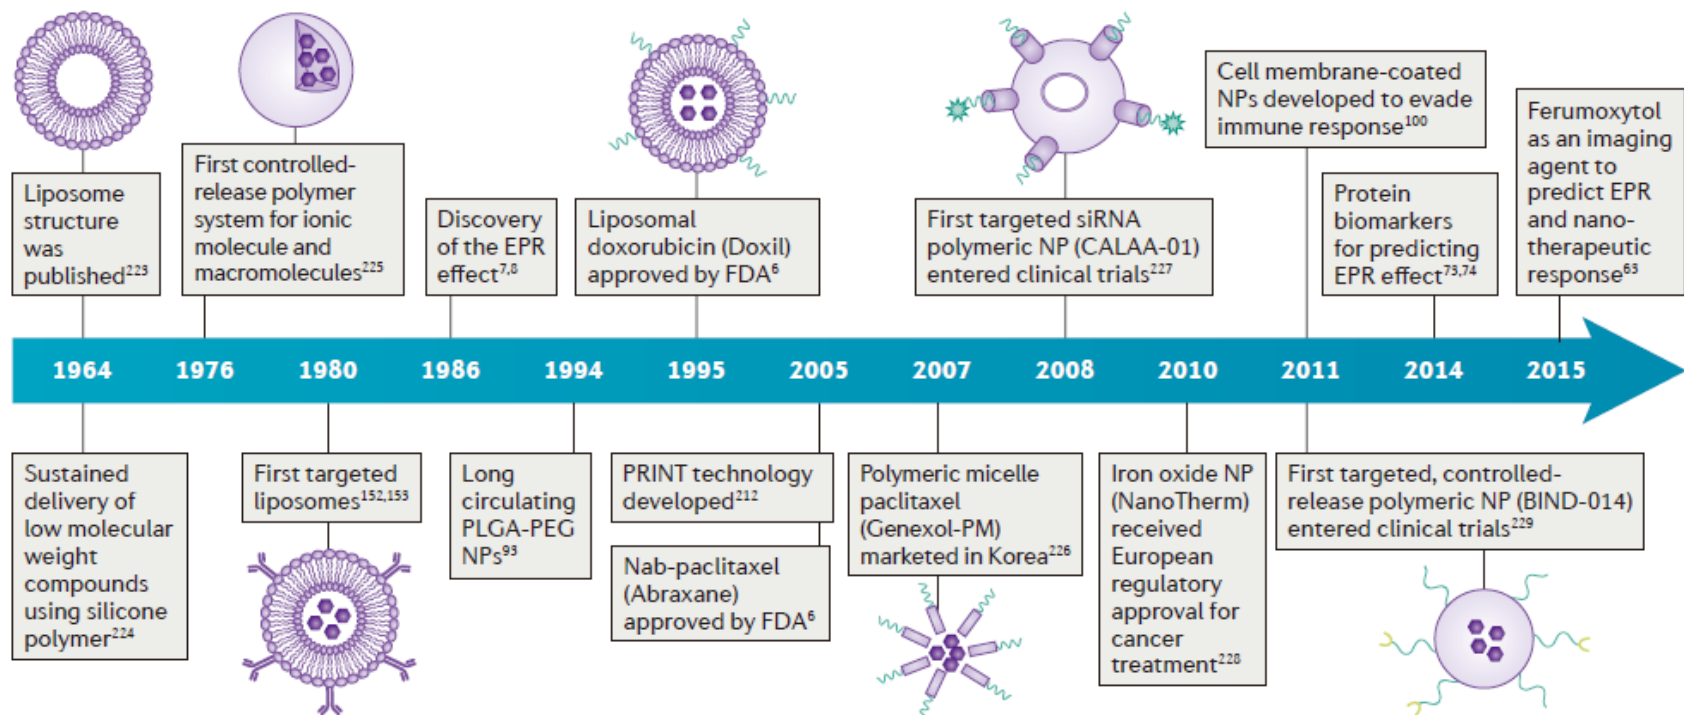 Liposome
structure
was
published223
First controlled-
release polymer
system for ionic
molecule and
macromolecules225
Discovery
of the EPR
effect7,8
Liposomal
doxorubicin (Doxil)
approved by FDA6
First targeted siRNA
polymeric NP (CALAA-01)
entered clinical trials227
Cell membrane-coated
NPs developed to evade
immune response100
Protein
biomarkers
for predicting
EPR effect73,74
Ferumoxytol
as an imaging
agent to
predict EPR
and nano-
therapeutic
response63
1964 1976 1980 1986 1994 1995 2005 2007 2008 2010 2011 2014 2015
Sustained
delivery of
low molecular
weight
compounds
using silicone
polymer224
First targeted
liposomes152,153
Long
circulating
PLGA-PEG
NPs93
PRINT technology
developed212
Nab-paclitaxel
(Abraxane)
approved by FDA6
Polymeric micelle
paclitaxel
(Genexol-PM)
marketed in Korea226
Iron oxide NP
(NanoTherm)
received
European
regulatory
approval for
cancer
treatment228
First targeted, controlled-
release polymeric NP (BIND-014)
entered clinical trials229